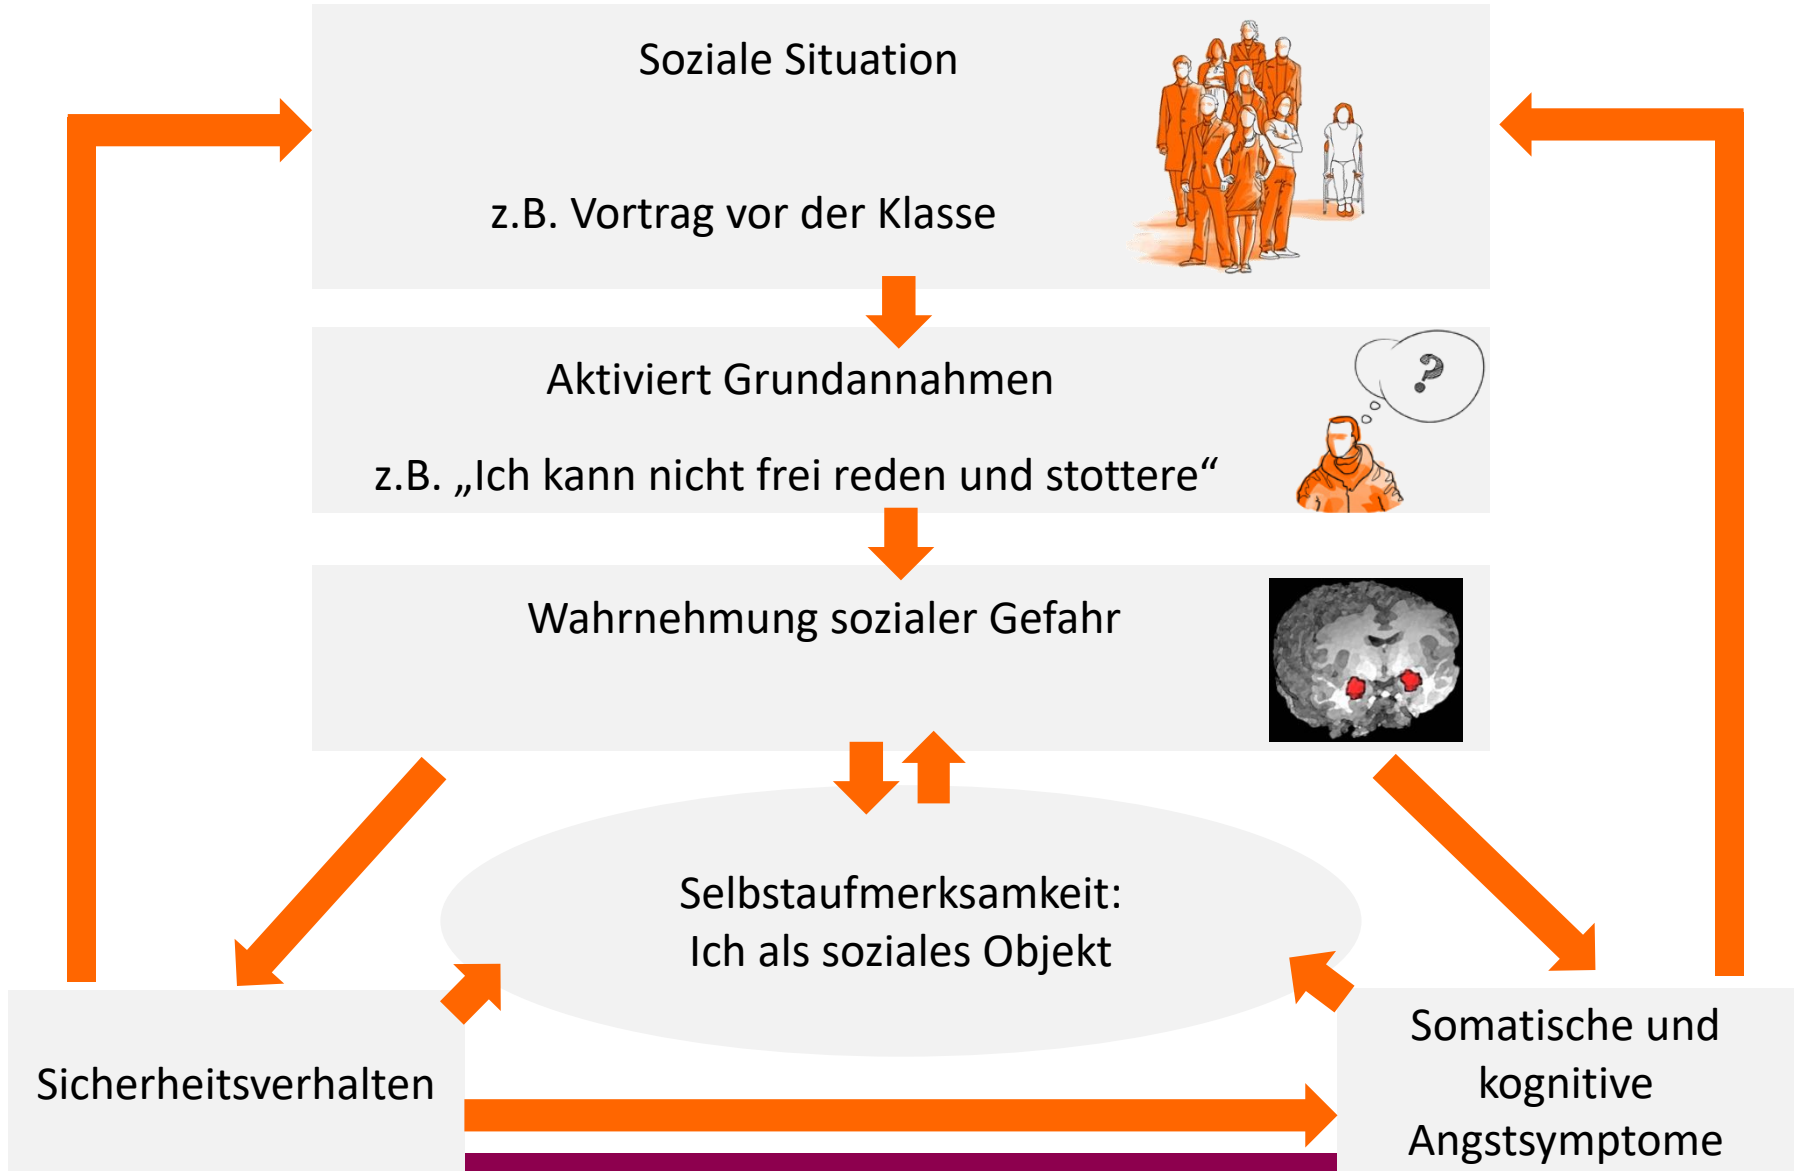 Soziale Situation
z.B. Vortrag vor der Klasse
Aktiviert Grundannahmen
?
z.B. „Ich kann nicht frei reden und stottere“
Wahrnehmung sozialer Gefahr
Selbstaufmerksamkeit:
Ich als soziales Objekt
Sicherheitsverhalten
Somatische und
kognitive
Angstsymptome